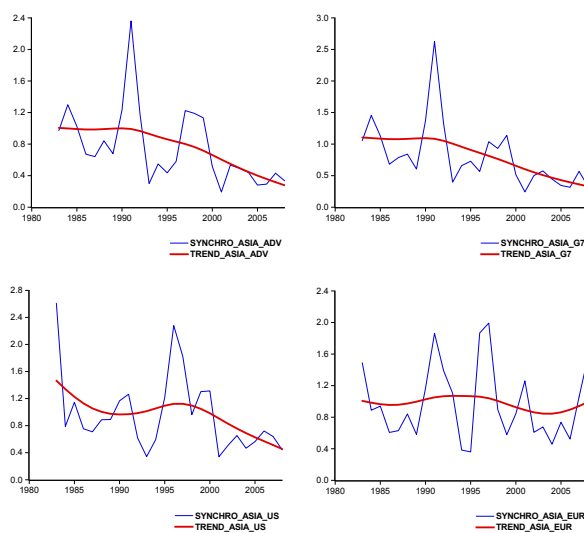 2.4
2.0
1.6
1.2
0.8
0.4
0.0
1980 1985 1990 1995 2000 2005
SYNCHRO_ASIA_ADV
TREND_ASIA_ADV
3.0
2.5
2.0
1.5
1.0
0.5
0.0
1980 1985 1990 1995 2000 2005
SYNCHRO_ASIA_G7
TREND_ASIA_G7
2.8
2.4
2.0
1.6
1.2
0.8
0.4
0.0
1980 1985 1990 1995 2000 2005
SYNCHRO_ASIA_US
TREND_ASIA_US
2.4
2.0
1.6
1.2
0.8
0.4
0.0
1980 1985 1990 1995 2000 2005
SYNCHRO_ASIA_EUR
TREND_ASIA_EUR